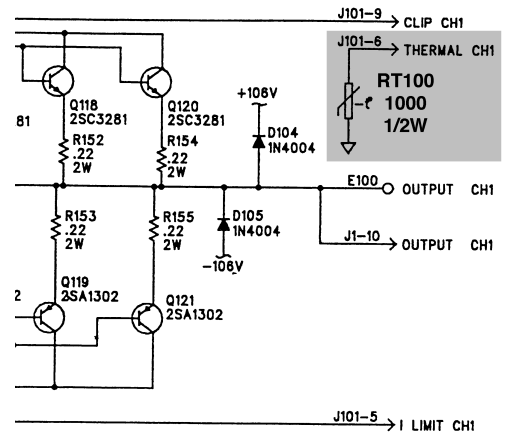 J101-9
CLIP CH1
J101-6
THERMAL CH1
RT100
1000
1/2W
+106V
Q118
2SC3281
Q120
2SC3281
81
R152
.22
2W
R154
.22
2W
D104
1N4004
E100
OUTPUT CH1
R153
.22
2W
R155
.22
2W
D105
1N4004
-106V
J1-10
OUTPUT CH1
Q119
2SA1302
2
Q121
2SA1302
J101-5
I LIMIT CH1